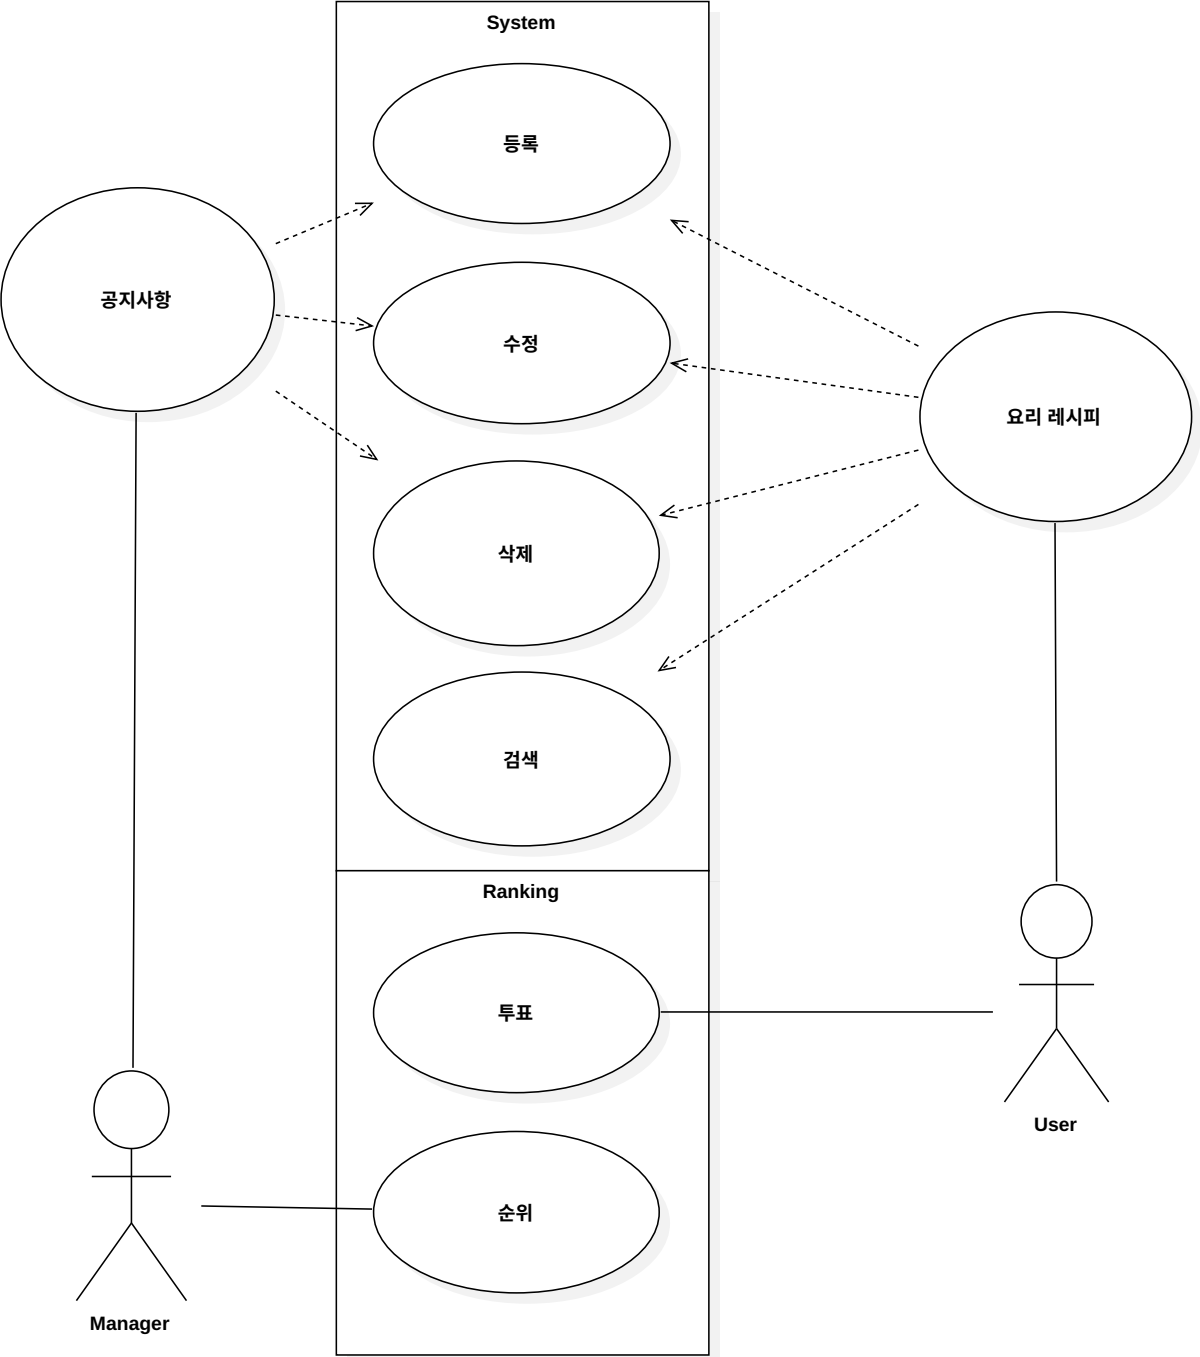 System
등록
공지사항
수정
요리 레시피
삭제
검색
Ranking
투표
User
순위
Manager